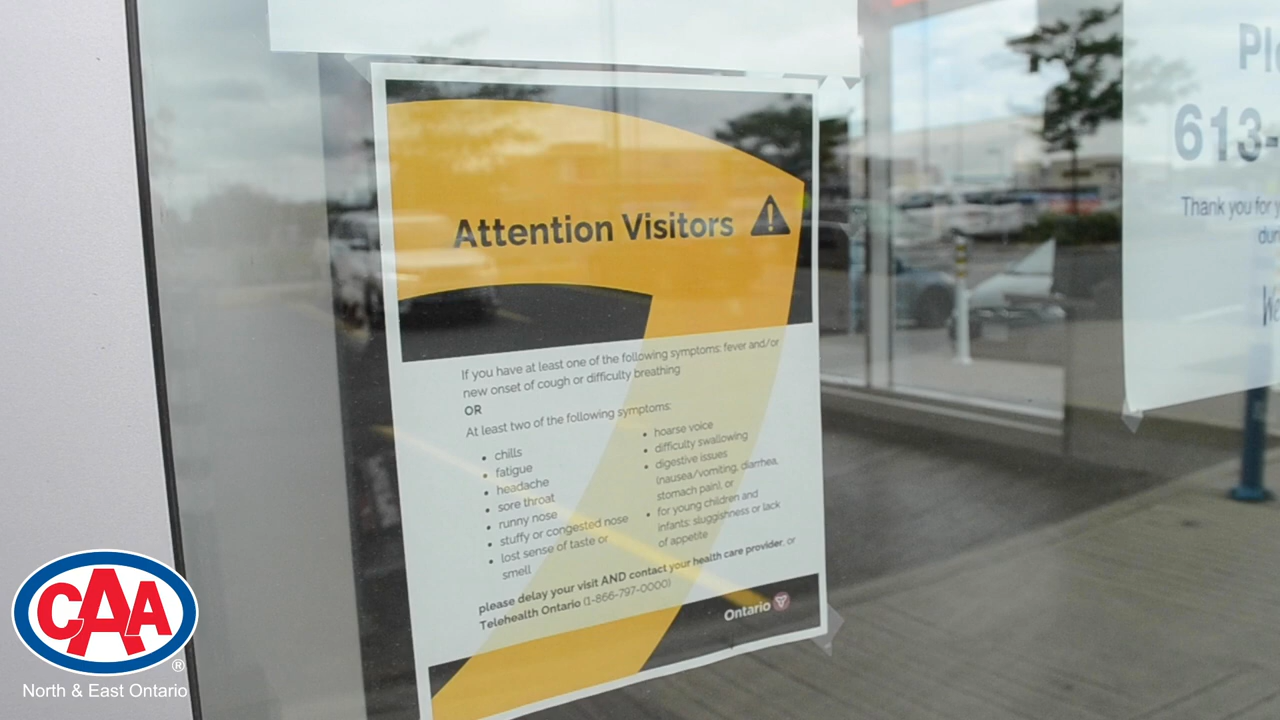 Attention Visitors
If you have at least one of the following symptoms: fever and/or
new onset of cough or difficulty breathing
OR
At least two of the following symptoms:
• chills
• fatigue
• headache
• sore throat
• runny nose
• stuffy or congested nose
• lost sense of taste or
smell
• hoarse voice
• difficulty swallowing
• digestive issues
(nausea/vomiting, diarrhea,
stomach pain), or
• for young children and
infants: sluggishness or lack
of appetite
please delay your visit AND contact your health care provider, or
Telehealth Ontario (1-866-797-0000)
Ontario
613-
Thank you for
CAA
®
North & East Ontario